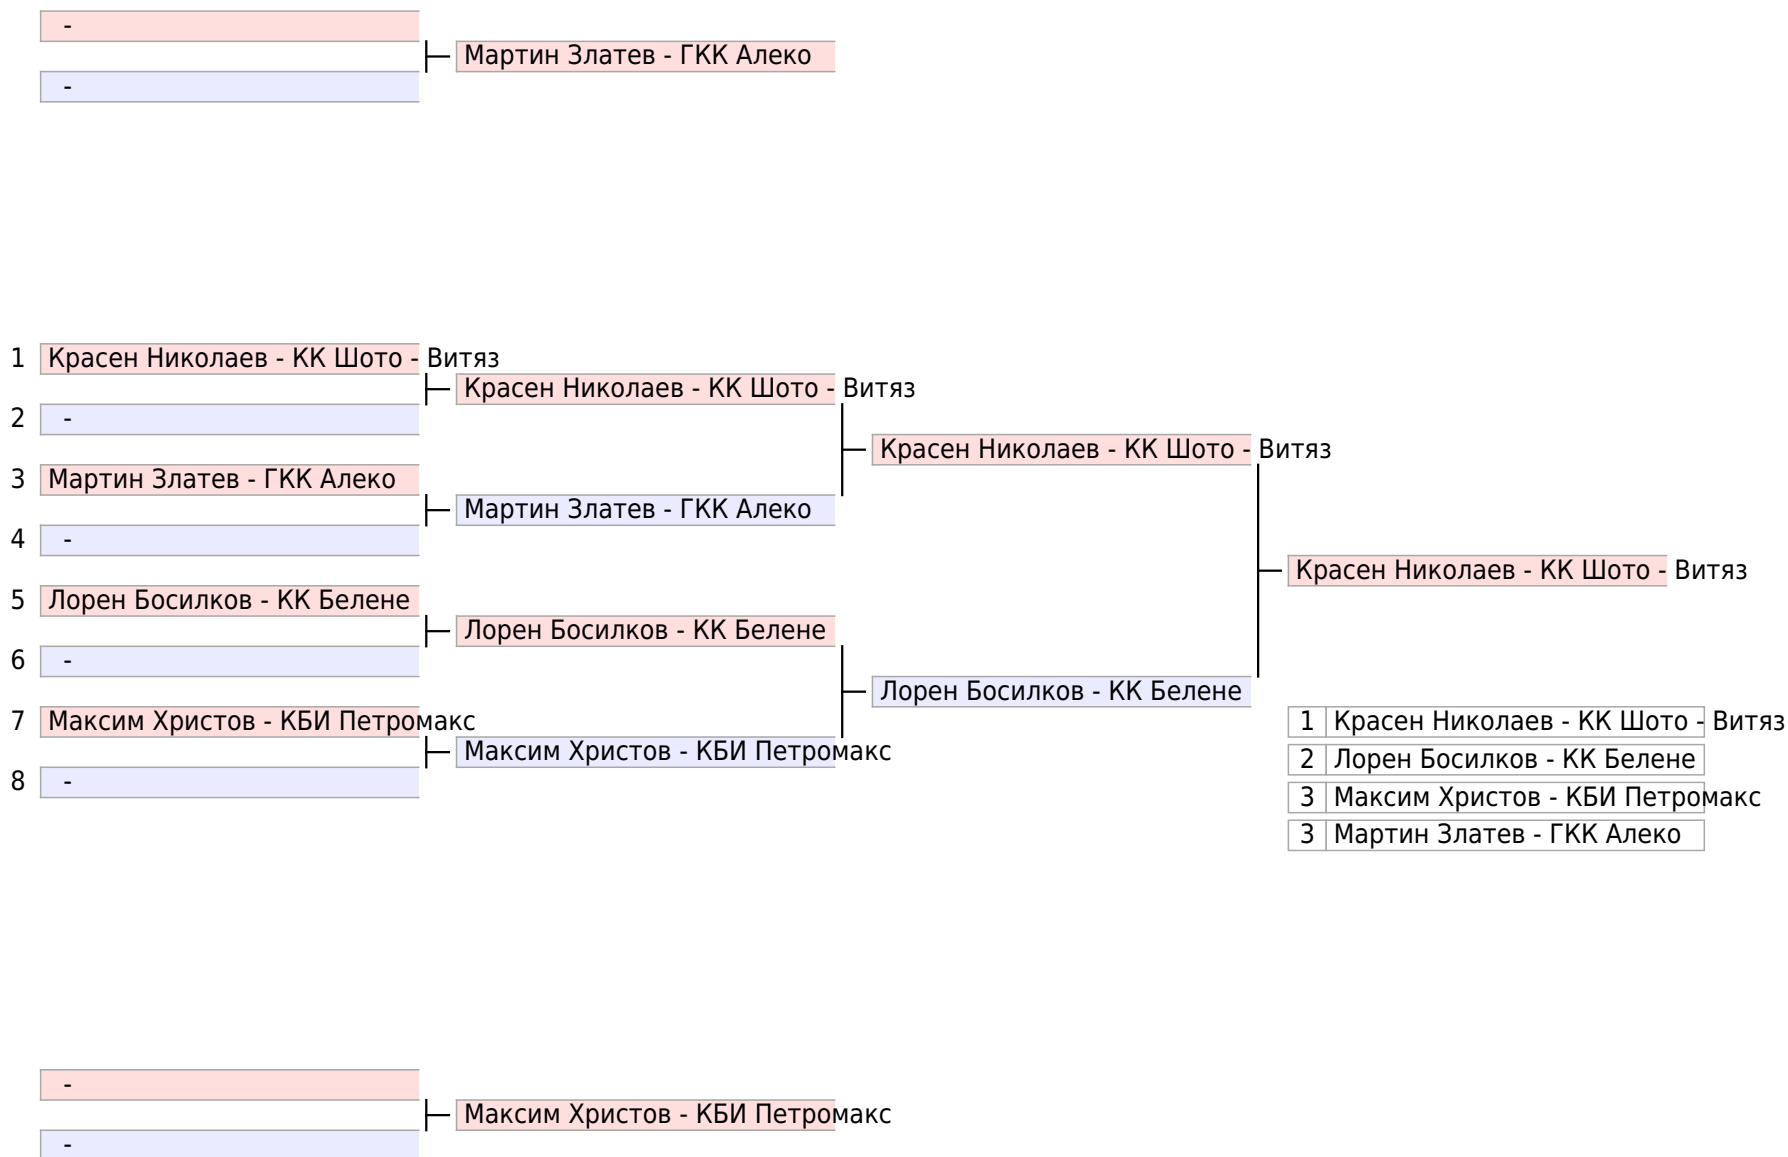 -
Мартин Златев - ГКК Алеко
-
1 Красен Николаев - КК Шото - Витяз
Красен Николаев - КК Шото - Витяз
2 -
Красен Николаев - КК Шото - Витяз
3 Мартин Златев - ГКК Алеко
Мартин Златев - ГКК Алеко
4 -
Красен Николаев - КК Шото - Витяз
5 Лорен Босилков - КК Белене
Лорен Босилков - КК Белене
6 -
Лорен Босилков - КК Белене
7 Максим Христов - КБИ Петромакс
Максим Христов - КБИ Петромакс
8 -
1 Красен Николаев - КК Шото - Витяз
2 Лорен Босилков - КК Белене
3 Максим Христов - КБИ Петромакс
3 Мартин Златев - ГКК Алеко
-
Максим Христов - КБИ Петромакс
-